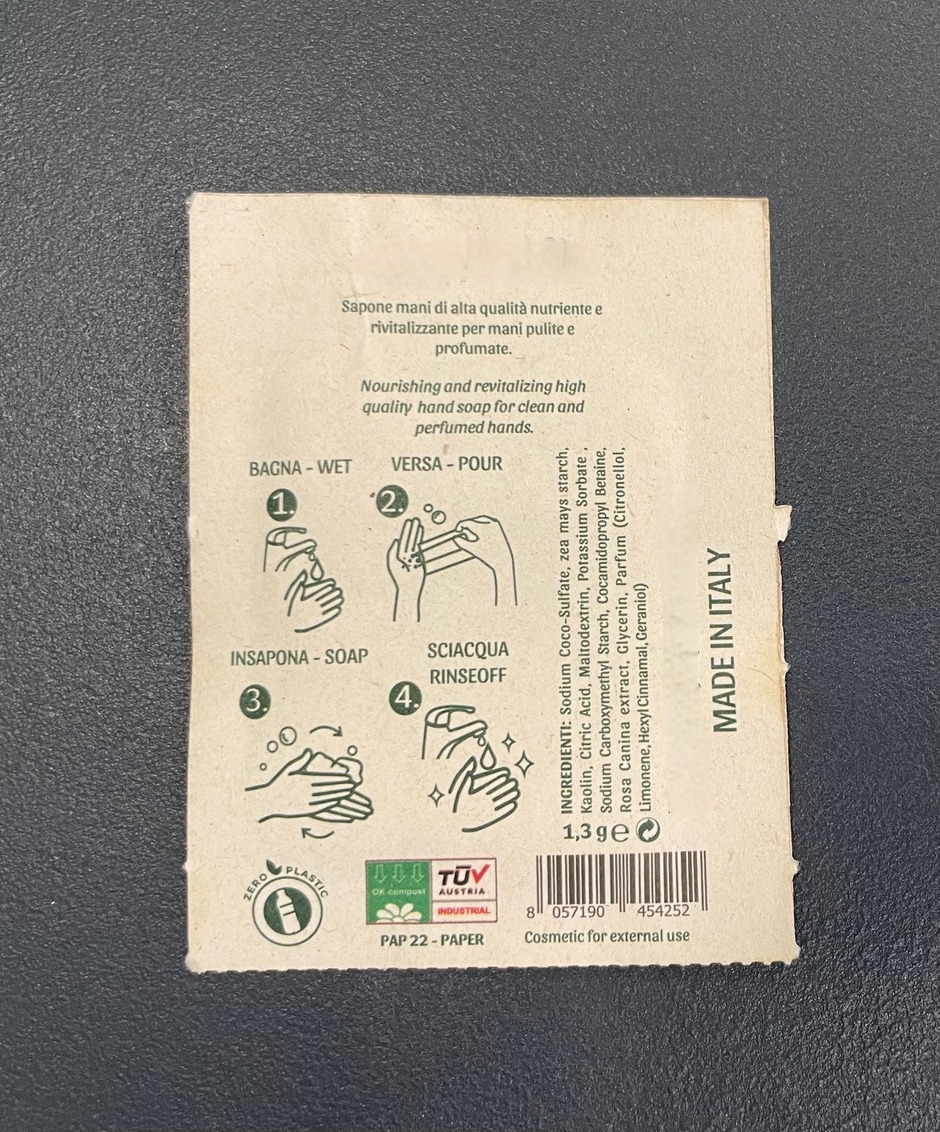 Sapone mani di alta qualità nutriente e
rivitalizzante per mani pulite e
profumate.
Nourishing and revitalizing high
quality hand soap for clean and
perfumed hands.
BAGNA - WET
1.
VERSA - POUR
2.
INSAPONA - SOAP
3.
SCIACQUA
RINSEOFF
4.
INGREDIENTI: Sodium Coco-Sulfate, zea mays starch,
Kaolin, Citric Acid, Maltodextrin, Potassium Sorbate ,
Sodium Carboxymethyl Starch, Cocamidopropyl Betaine,
Rosa Canina extract, Glycerin, Parfum (Citronellol,
Limonene, Hexyl Cinnamal, Geraniol)
1,3 g e
MADE IN ITALY
ZERO PLASTIC
OK compost
TÜV
AUSTRIA
INDUSTRIAL
PAP 22 - PAPER
8 057190 454252
Cosmetic for external use